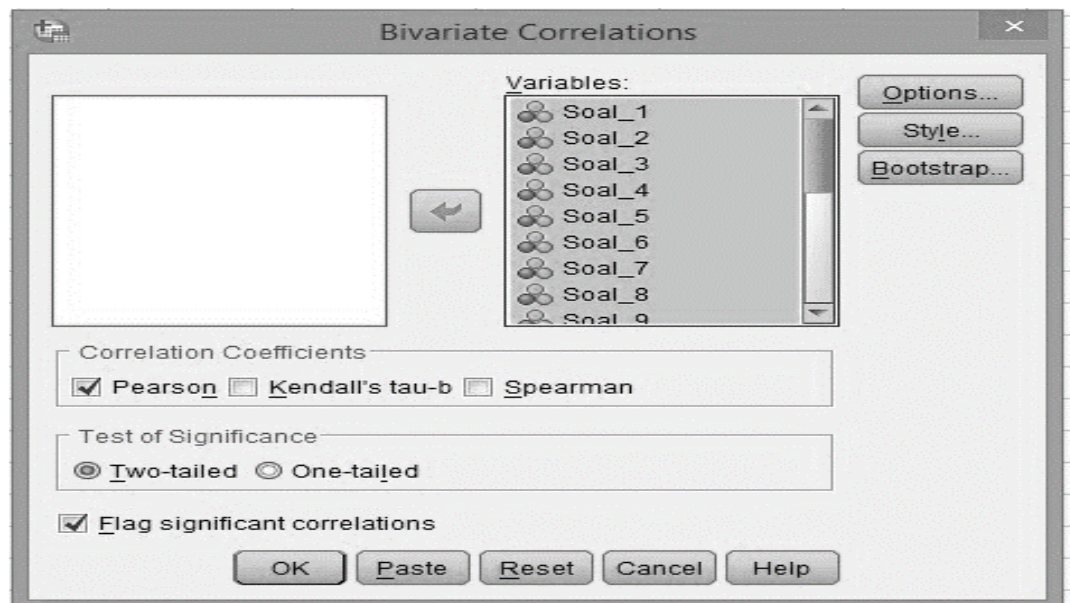 Bivariate Correlations
Variables:
Soal_1
Soal_2
Soal_3
Soal_4
Soal_5
Soal_6
Soal_7
Soal_8
Soal_9
Options...
Style...
Bootstrap...
Correlation Coefficients
Pearson Kendall's tau-b Spearman
Test of Significance
Two-tailed One-tailed
Flag significant correlations
OK Paste Reset Cancel Help